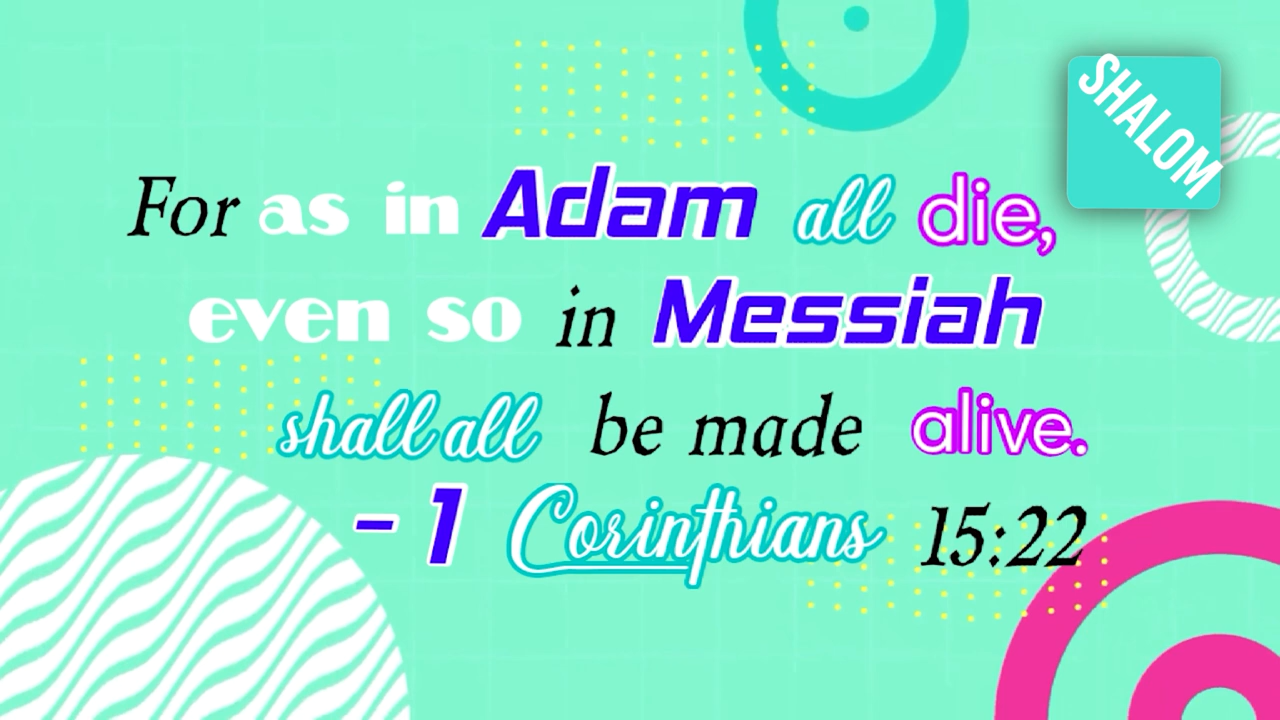 For as in Adam all die,
even so in Messiah
shall all be made alive.
- 1 Corinthians 15:22
SHALOM